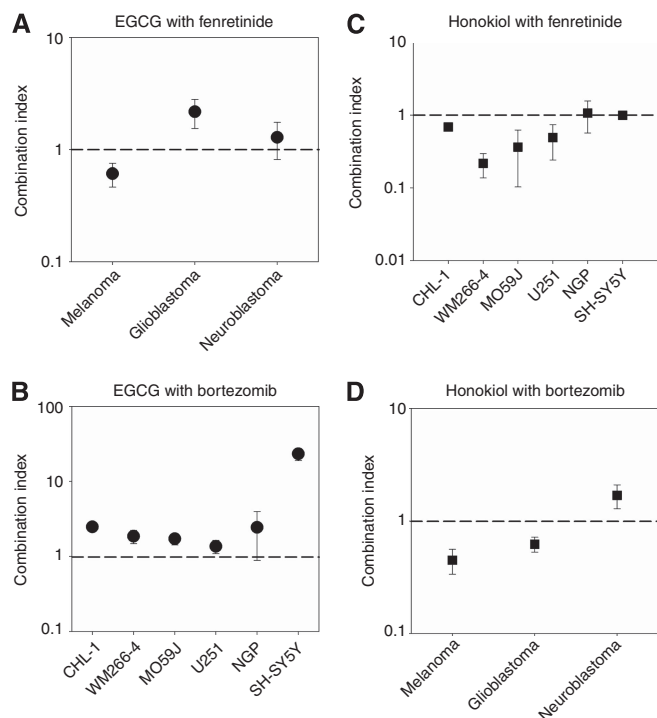 A
EGCG with fenretinide
Combination index
10
1
0.1
Melanoma
Glioblastoma
Neuroblastoma
B
EGCG with bortezomib
Combination index
100
10
1
0.1
CHL-1
WM266-4
MO59J
U251
NGP
SH-SY5Y
C
Honokiol with fenretinide
Combination index
10
1
0.1
0.01
CHL-1
WM266-4
MO59J
U251
NGP
SH-SY5Y
D
Honokiol with bortezomib
Combination index
10
1
0.1
Melanoma
Glioblastoma
Neuroblastoma